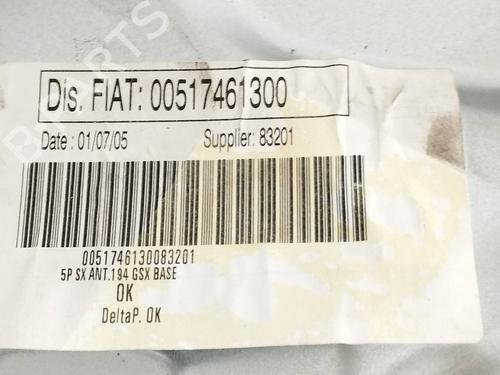 Dis. FIAT: 00517461300
Date : 01/07/05 Supplier: 83201
0051746130083201
5P SX ANT.194 GSX BASE
OK
DeltaP. OK